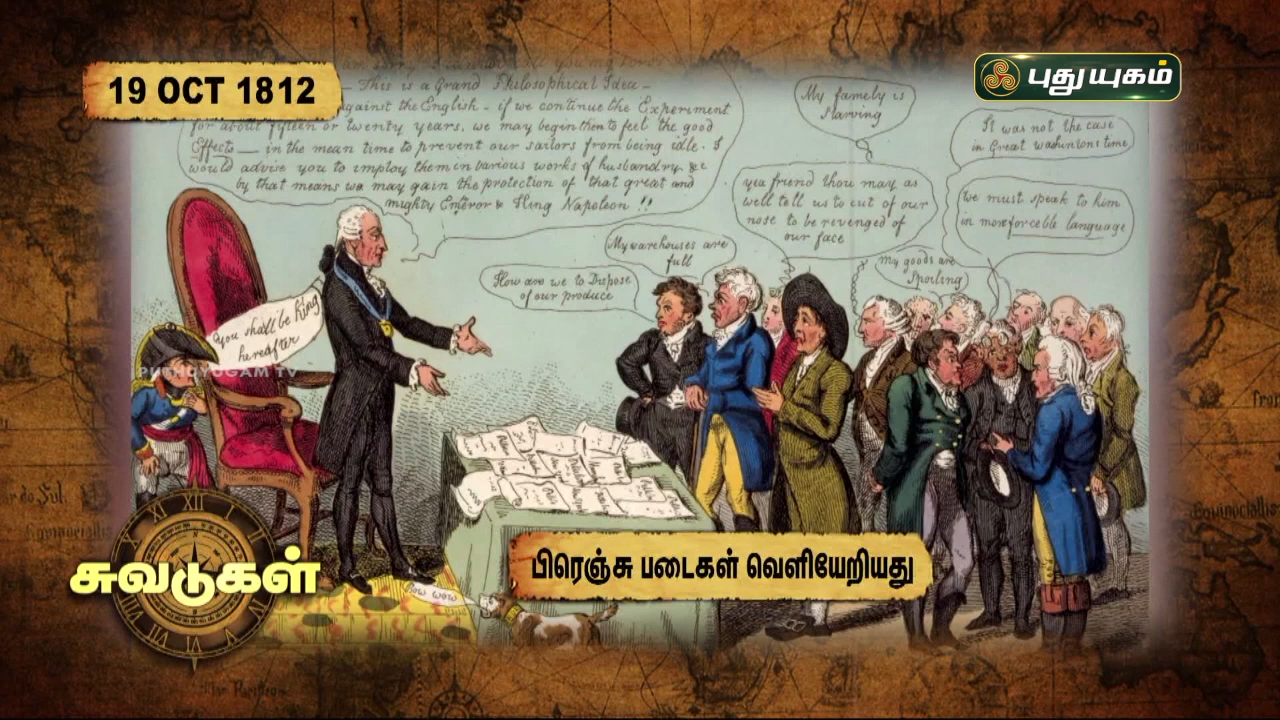 19 OCT 1812
புதுயுகம்
This is a Grand Philosophical Idea -
against the English - if we continue the Experiment
for about fifteen or twenty years, we may begin then to feel the good
Effects - in the mean time to prevent our sailors from being idle. I
would advise you to imploy them in various works of husbandry &c
by that means we may gain the protection of that great and
mighty Emeror & King Napoleon !!
My famely is
Starving
It was not the case
in Great Washintons time
yea friend thou may as
well tell us to cut of our
nose to be revenged of
our face
We must speak to him
in more forceble language
My warehouses are
full
my goods are
Spoiling
How are we to Dispose
of our produce
You shall be King
hereafter
PUTHUYUGAM TV
சுவடுகள்
பிரெஞ்சு படைகள் வெளியேறியது
Bow wow